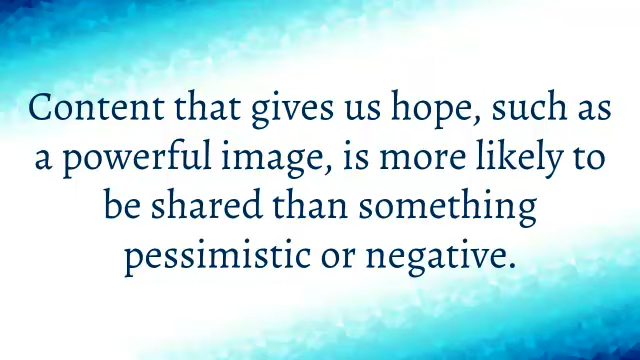 Content that gives us hope, such as
a powerful image, is more likely to
be shared than something
pessimistic or negative.